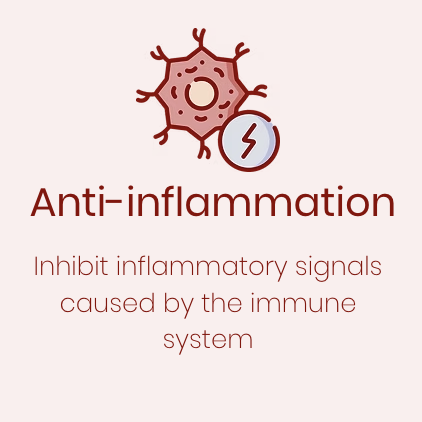 Anti-inflammation
Inhibit inflammatory signals
caused by the immune
system